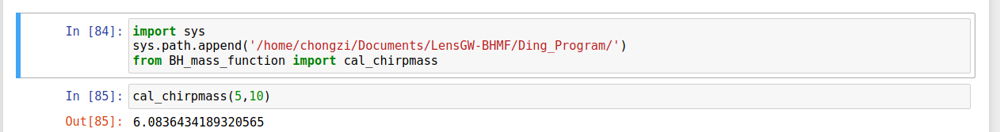 In [84]: import sys
sys.path.append('/home/chongzi/Documents/LensGW-BHMF/Ding_Program/')
from BH_mass_function import cal_chirpmass
In [85]: cal_chirpmass(5,10)
Out[85]: 6.0836434189320565